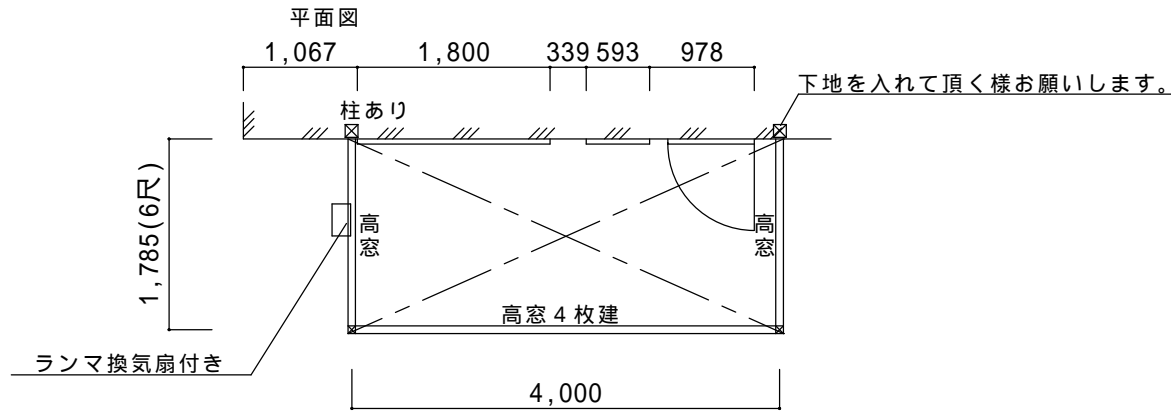 平面図
1,067
1,800
339
593
978
下地を入れて頂く様お願いします。
柱あり
1,785(6尺)
高窓
高窓
高窓４枚建
ランマ換気扇付き
4,000